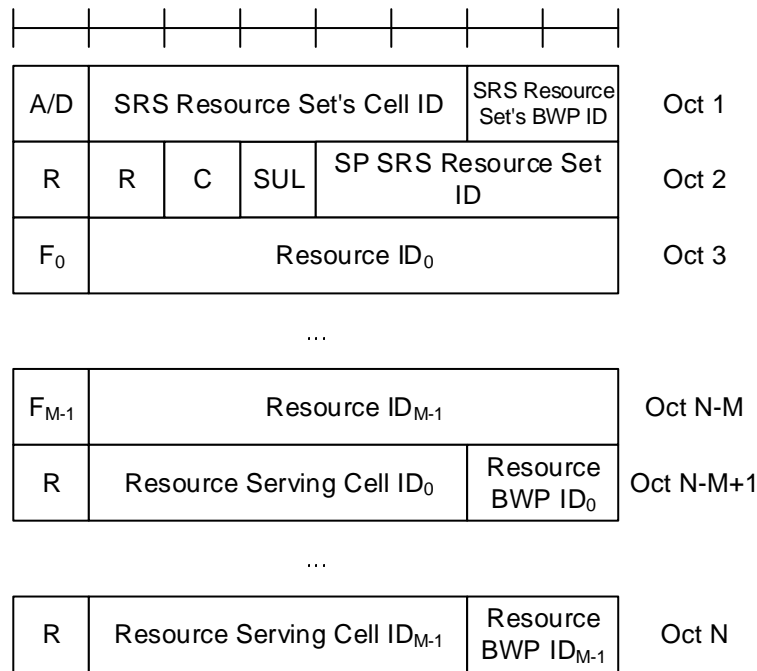 A/D SRS Resource Set's Cell ID SRS Resource Set's BWP ID Oct 1
R R C SUL SP SRS Resource Set ID Oct 2
F0 Resource ID0 Oct 3
...
FM-1 Resource IDM-1 Oct N-M
R Resource Serving Cell ID0 Resource BWP ID0 Oct N-M+1
...
R Resource Serving Cell IDM-1 Resource BWP IDM-1 Oct N